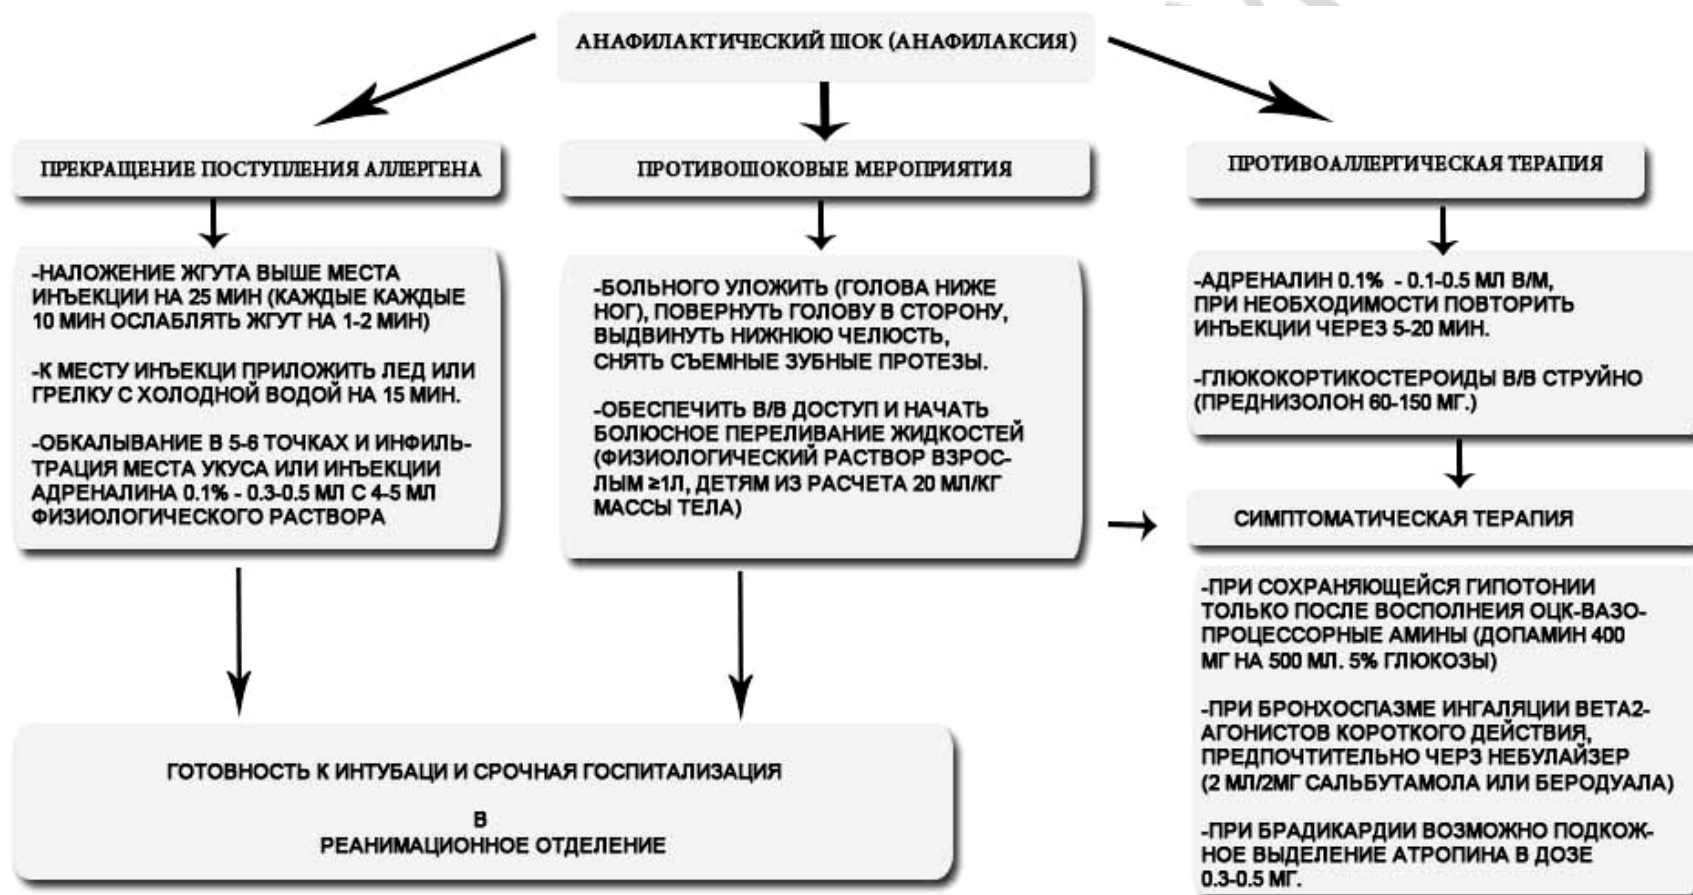 АНАФИЛАКТИЧЕСКИЙ ШОК (АНАФИЛАКСИЯ)
ПРЕКРАЩЕНИЕ ПОСТУПЛЕНИЯ АЛЛЕРГЕНА
-НАЛОЖЕНИЕ ЖГУТА ВЫШЕ МЕСТА
ИНЪЕКЦИИ НА 25 МИН (КАЖДЫЕ КАЖДЫЕ
10 МИН ОСЛАБЛЯТЬ ЖГУТ НА 1-2 МИН)
-К МЕСТУ ИНЪЕКЦИ ПРИЛОЖИТЬ ЛЕД ИЛИ
ГРЕЛКУ С ХОЛОДНОЙ ВОДОЙ НА 15 МИН.
-ОБКАЛЫВАНИЕ В 5-6 ТОЧКАХ И ИНФИЛЬ-
ТРАЦИЯ МЕСТА УКУСА ИЛИ ИНЪЕКЦИИ
АДРЕНАЛИНА 0.1% - 0.3-0.5 МЛ С 4-5 МЛ
ФИЗИОЛОГИЧЕСКОГО РАСТВОРА
ПРОТИВОШОКОВЫЕ МЕРОПРИЯТИЯ
-БОЛЬНОГО УЛОЖИТЬ (ГОЛОВА НИЖЕ
НОГ), ПОВЕРНУТЬ ГОЛОВУ В СТОРОНУ,
ВЫДВИНУТЬ НИЖНЮЮ ЧЕЛЮСТЬ,
СНЯТЬ СЪЕМНЫЕ ЗУБНЫЕ ПРОТЕЗЫ.
-ОБЕСПЕЧИТЬ В/В ДОСТУП И НАЧАТЬ
БОЛЮСНОЕ ПЕРЕЛИВАНИЕ ЖИДКОСТЕЙ
(ФИЗИОЛОГИЧЕСКИЙ РАСТВОР ВЗРОС-
ЛЫМ ≥1Л, ДЕТЯМ ИЗ РАСЧЕТА 20 МЛ/КГ
МАССЫ ТЕЛА)
ПРОТИВОАЛЛЕРГИЧЕСКАЯ ТЕРАПИЯ
-АДРЕНАЛИН 0.1%  - 0.1-0.5 МЛ В/М,
ПРИ НЕОБХОДИМОСТИ ПОВТОРИТЬ
ИНЪЕКЦИИ ЧЕРЕЗ 5-20 МИН.
-ГЛЮКОКОРТИКОСТЕРОИДЫ В/В СТРУЙНО
(ПРЕДНИЗОЛОН 60-150 МГ.)
СИМПТОМАТИЧЕСКАЯ ТЕРАПИЯ
-ПРИ СОХРАНЯЮЩЕЙСЯ ГИПОТОНИИ
ТОЛЬКО ПОСЛЕ ВОСПОЛНЕИЯ ОЦК-ВАЗО-
ПРОЦЕССОРНЫЕ АМИНЫ (ДОПАМИН 400
МГ НА 500 МЛ. 5% ГЛЮКОЗЫ)
-ПРИ БРОНХОСПАЗМЕ ИНГАЛЯЦИИ ВЕТА2-
АГОНИСТОВ КОРОТКОГО ДЕЙСТВИЯ,
ПРЕДПОЧТИТЕЛЬНО ЧЕРЗ НЕБУЛАЙЗЕР
(2 МЛ/2МГ САЛЬБУТАМОЛА ИЛИ БЕРОДУАЛА)
-ПРИ БРАДИКАРДИИ ВОЗМОЖНО ПОДКОЖ-
НОЕ ВЫДЕЛЕНИЕ АТРОПИНА В ДОЗЕ
0.3-0.5 МГ.
ГОТОВНОСТЬ К ИНТУБАЦИ И СРОЧНАЯ ГОСПИТАЛИЗАЦИЯ
В
РЕАНИМАЦИОННОЕ ОТДЕЛЕНИЕ